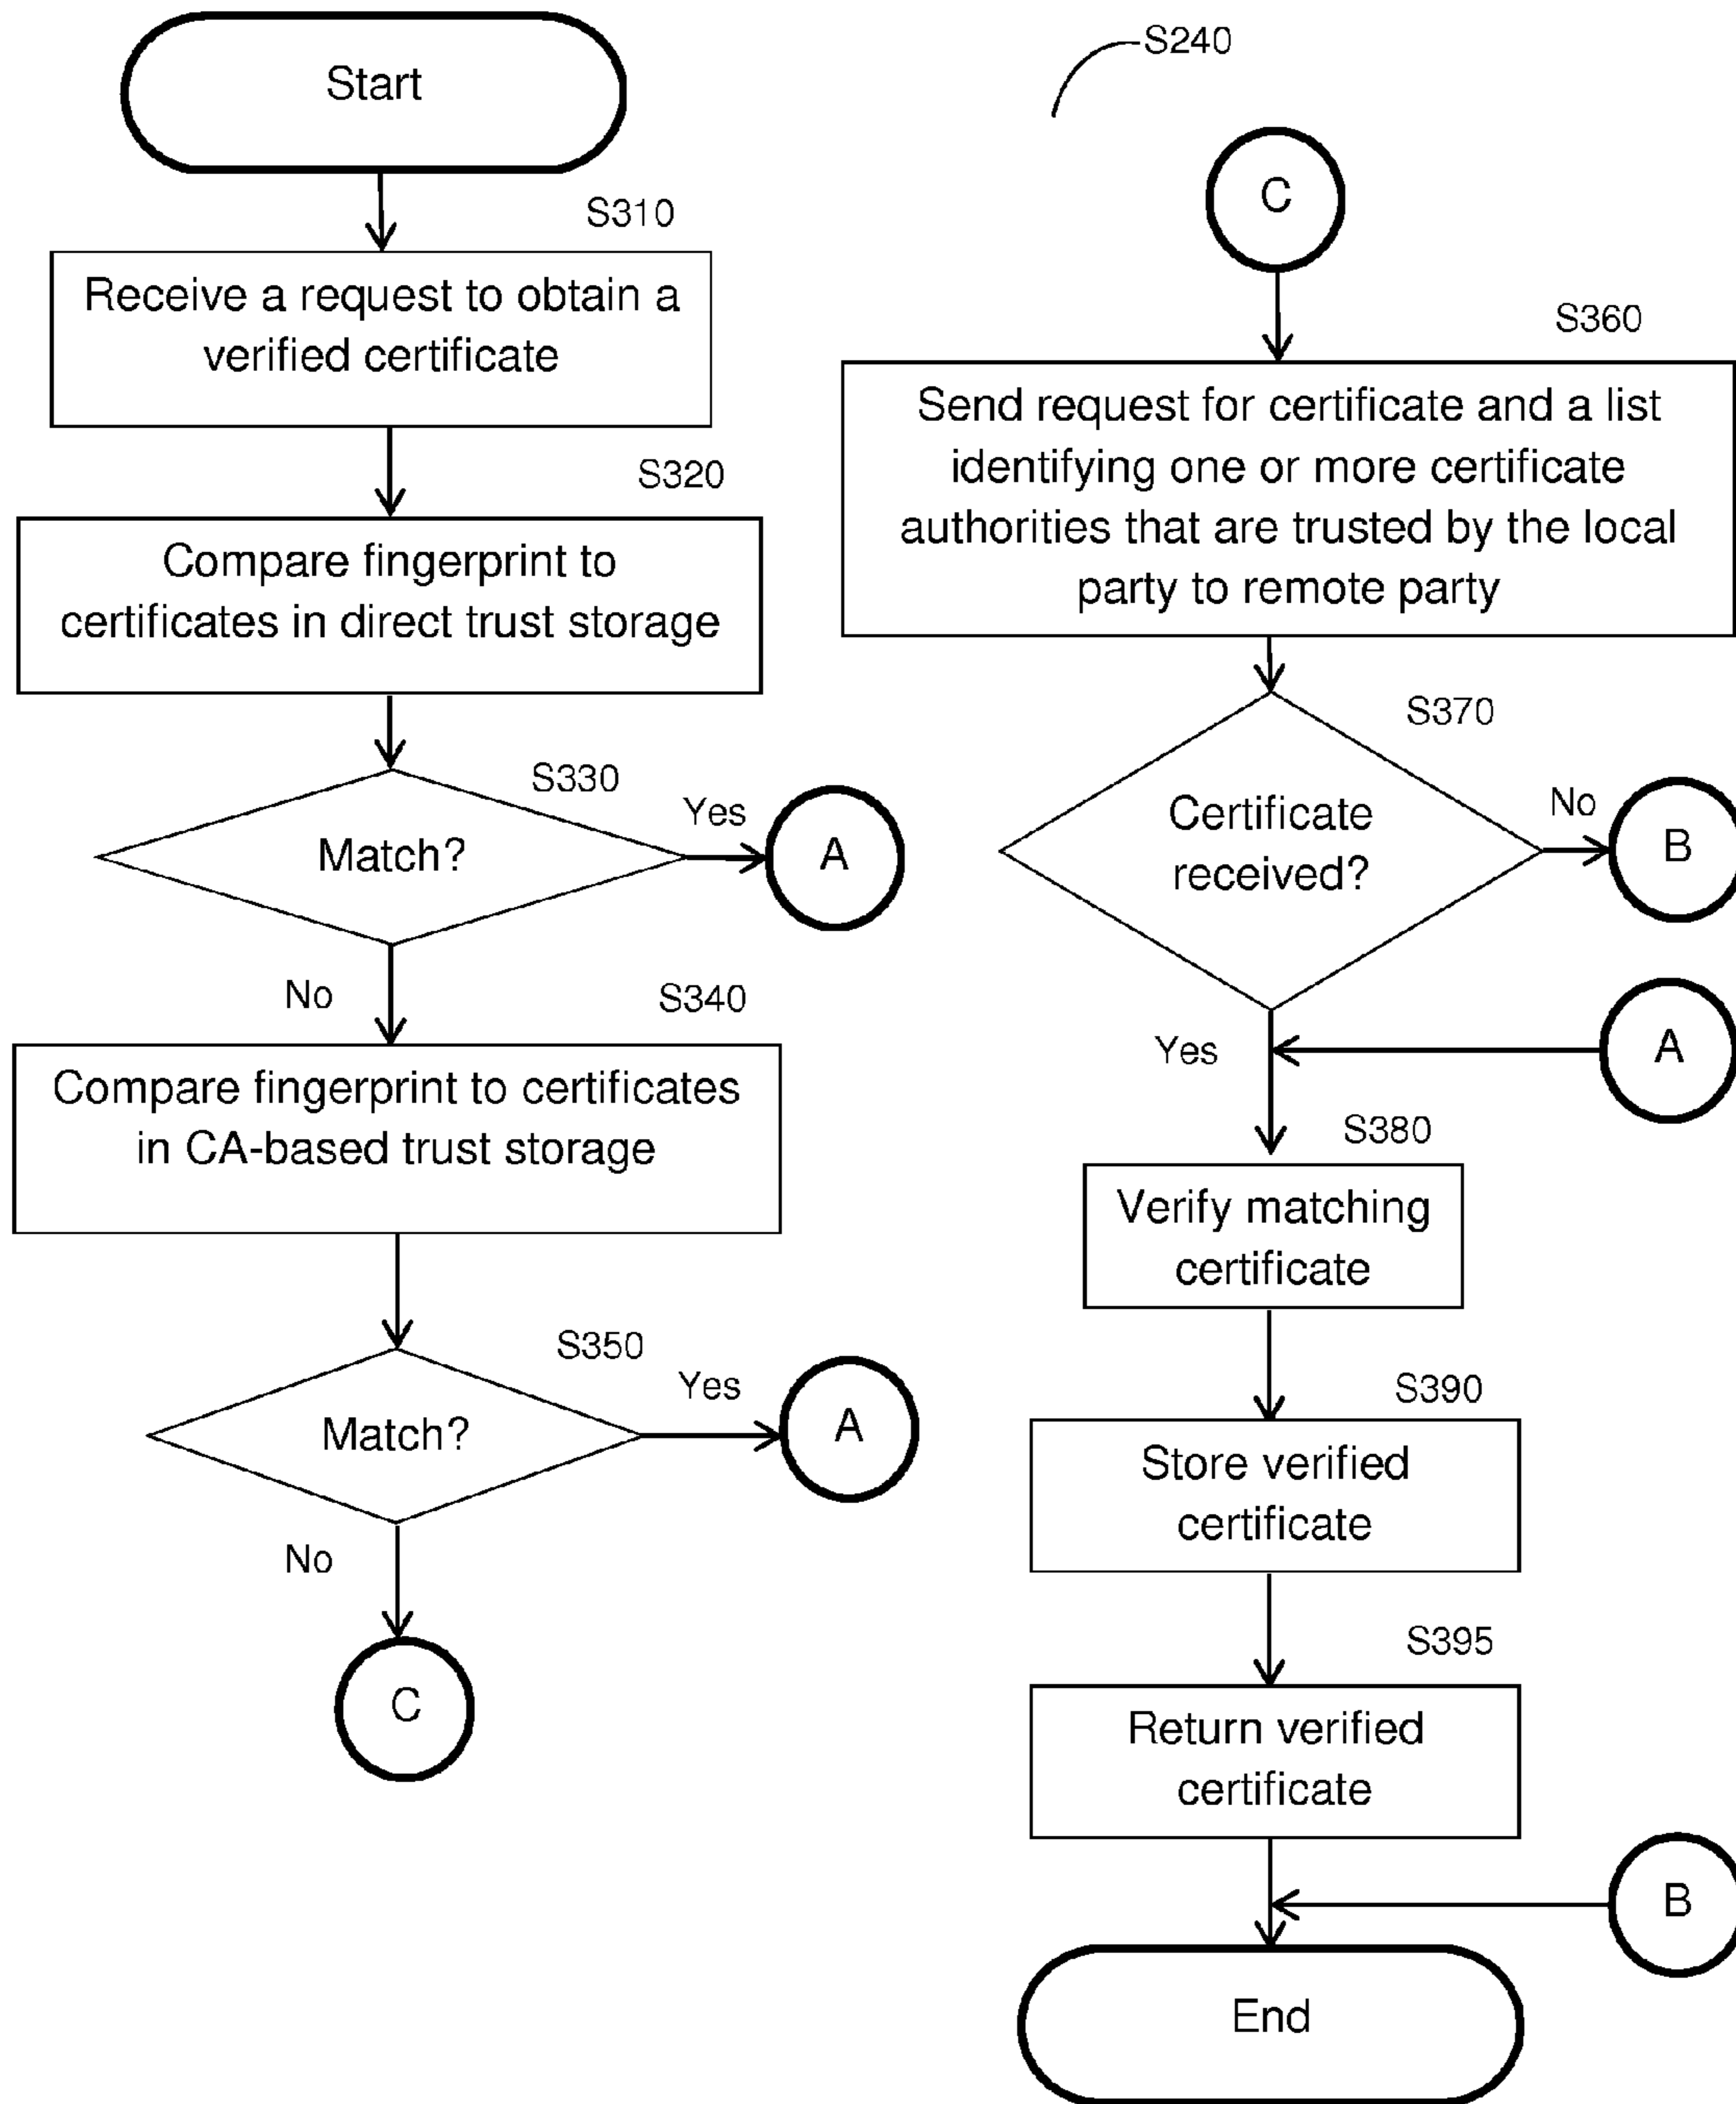 Start
S310
Receive a request to obtain a
verified certificate
S320
Compare fingerprint to
certificates in direct trust storage
S330
Match?
Yes
A
No
S340
Compare fingerprint to certificates
in CA-based trust storage
S350
Match?
Yes
A
No
C
S240
C
S360
Send request for certificate and a list
identifying one or more certificate
authorities that are trusted by the local
party to remote party
S370
Certificate
received?
No
B
Yes
A
S380
Verify matching
certificate
S390
Store verified
certificate
S395
Return verified
certificate
B
End